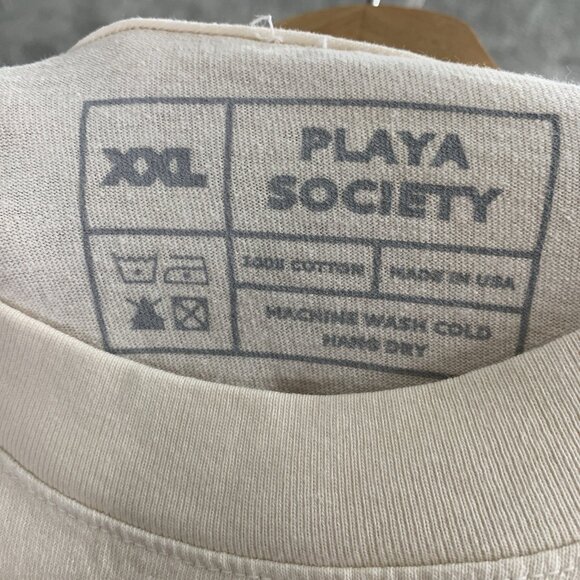 XXL
PLAYA
SOCIETY
100% COTTON
MADE IN USA
MACHINE WASH COLD
HANG DRY